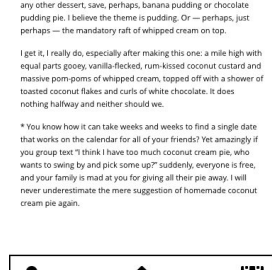 any other dessert, save, perhaps, banana pudding or chocolate
pudding pie. I believe the theme is pudding. Or — perhaps, just
perhaps — the mandatory raft of whipped cream on top.
I get it, I really do, especially after making this one: a mile high with
equal parts gooey, vanilla-flecked, rum-kissed coconut custard and
massive pom-poms of whipped cream, topped off with a shower of
toasted coconut flakes and curls of white chocolate. It does
nothing halfway and neither should we.
* You know how it can take weeks and weeks to find a single date
that works on the calendar for all of your friends? Yet amazingly if
you group text “I think I have too much coconut cream pie, who
wants to swing by and pick some up?” suddenly, everyone is free,
and your family is mad at you for giving all their pie away. I will
never underestimate the mere suggestion of homemade coconut
cream pie again.